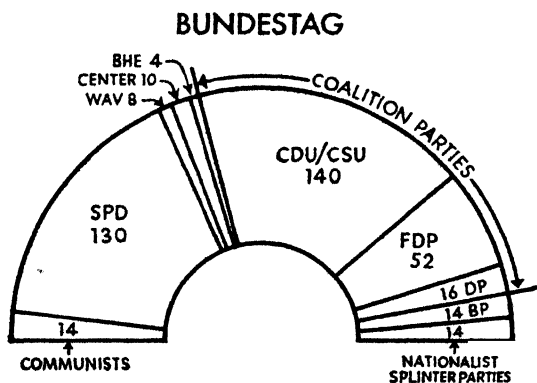 BUNDESTAG
BHE 4
CENTER 10
WAV 8
COALITION PARTIES
CDU/CSU
140
SPD
130
FDP
52
16 DP
14 BP
14
14
COMMUNISTS
NATIONALIST
SPLINTER PARTIES